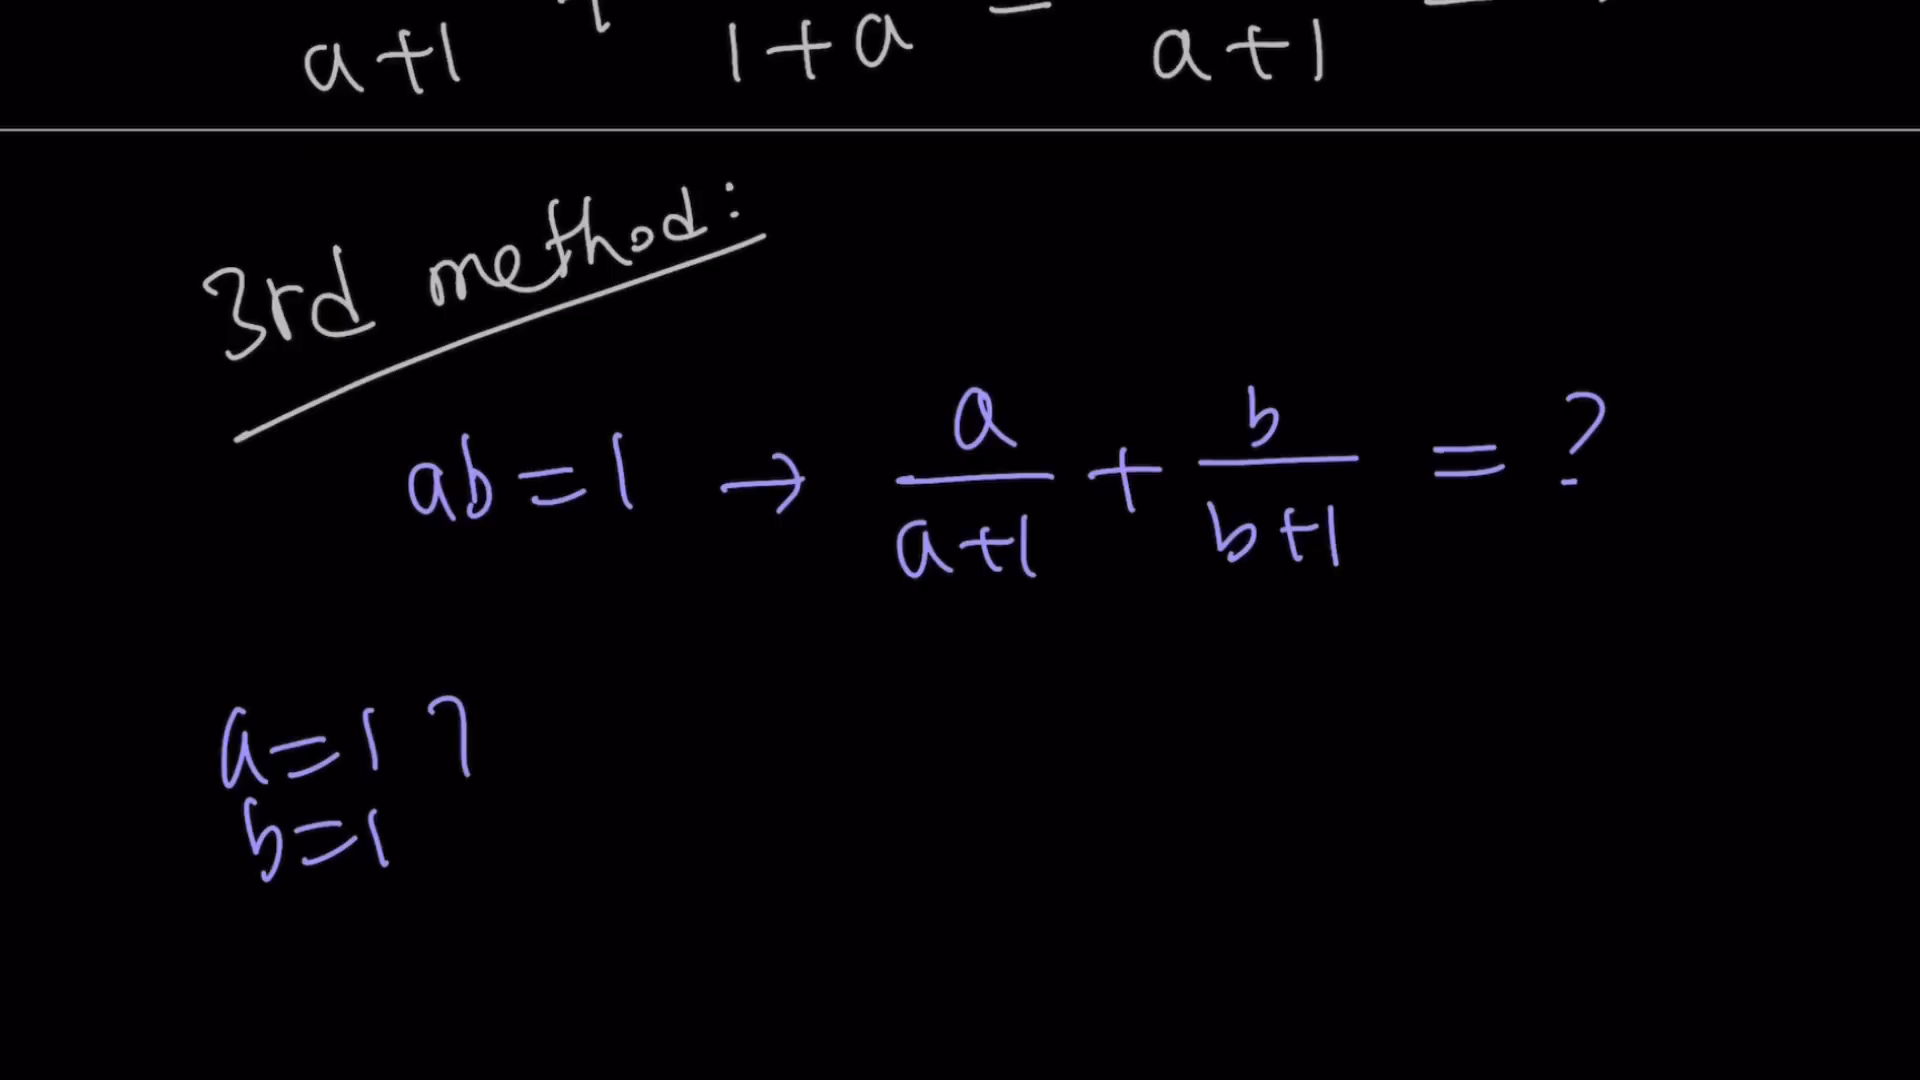 a+1 1+a a+1
3rd method:
ab=1 → a/(a+1) + b/(b+1) = ?
a=1
b=1